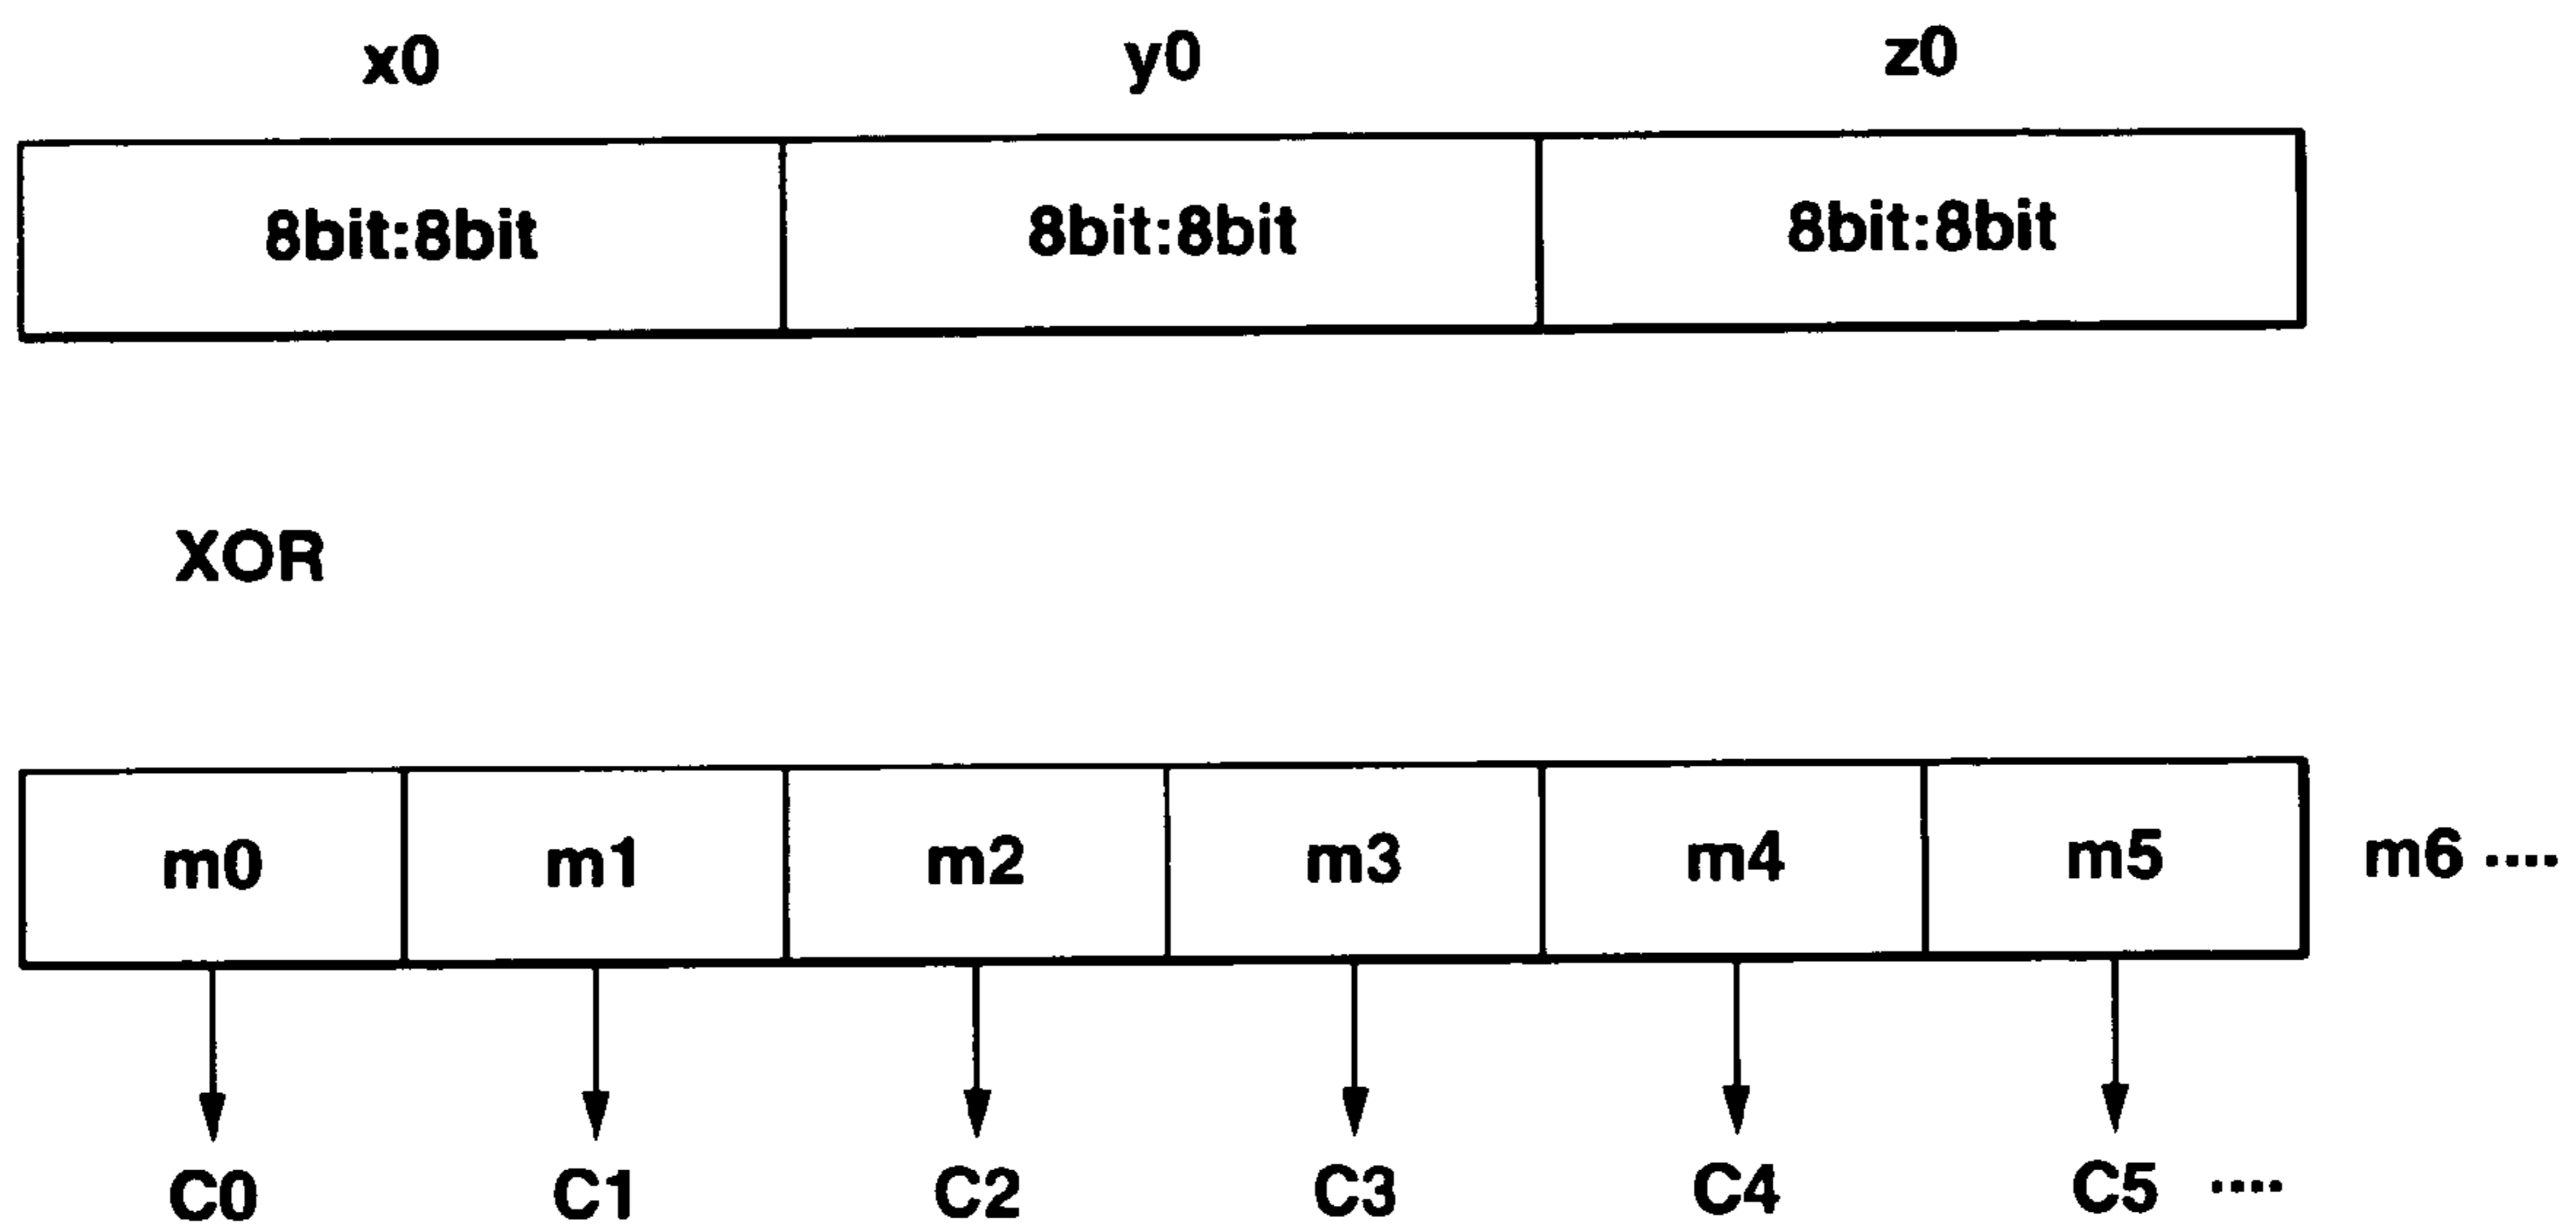 x0 y0 z0
8bit:8bit 8bit:8bit 8bit:8bit
XOR
m0 m1 m2 m3 m4 m5 m6 ....
C0 C1 C2 C3 C4 C5 ....